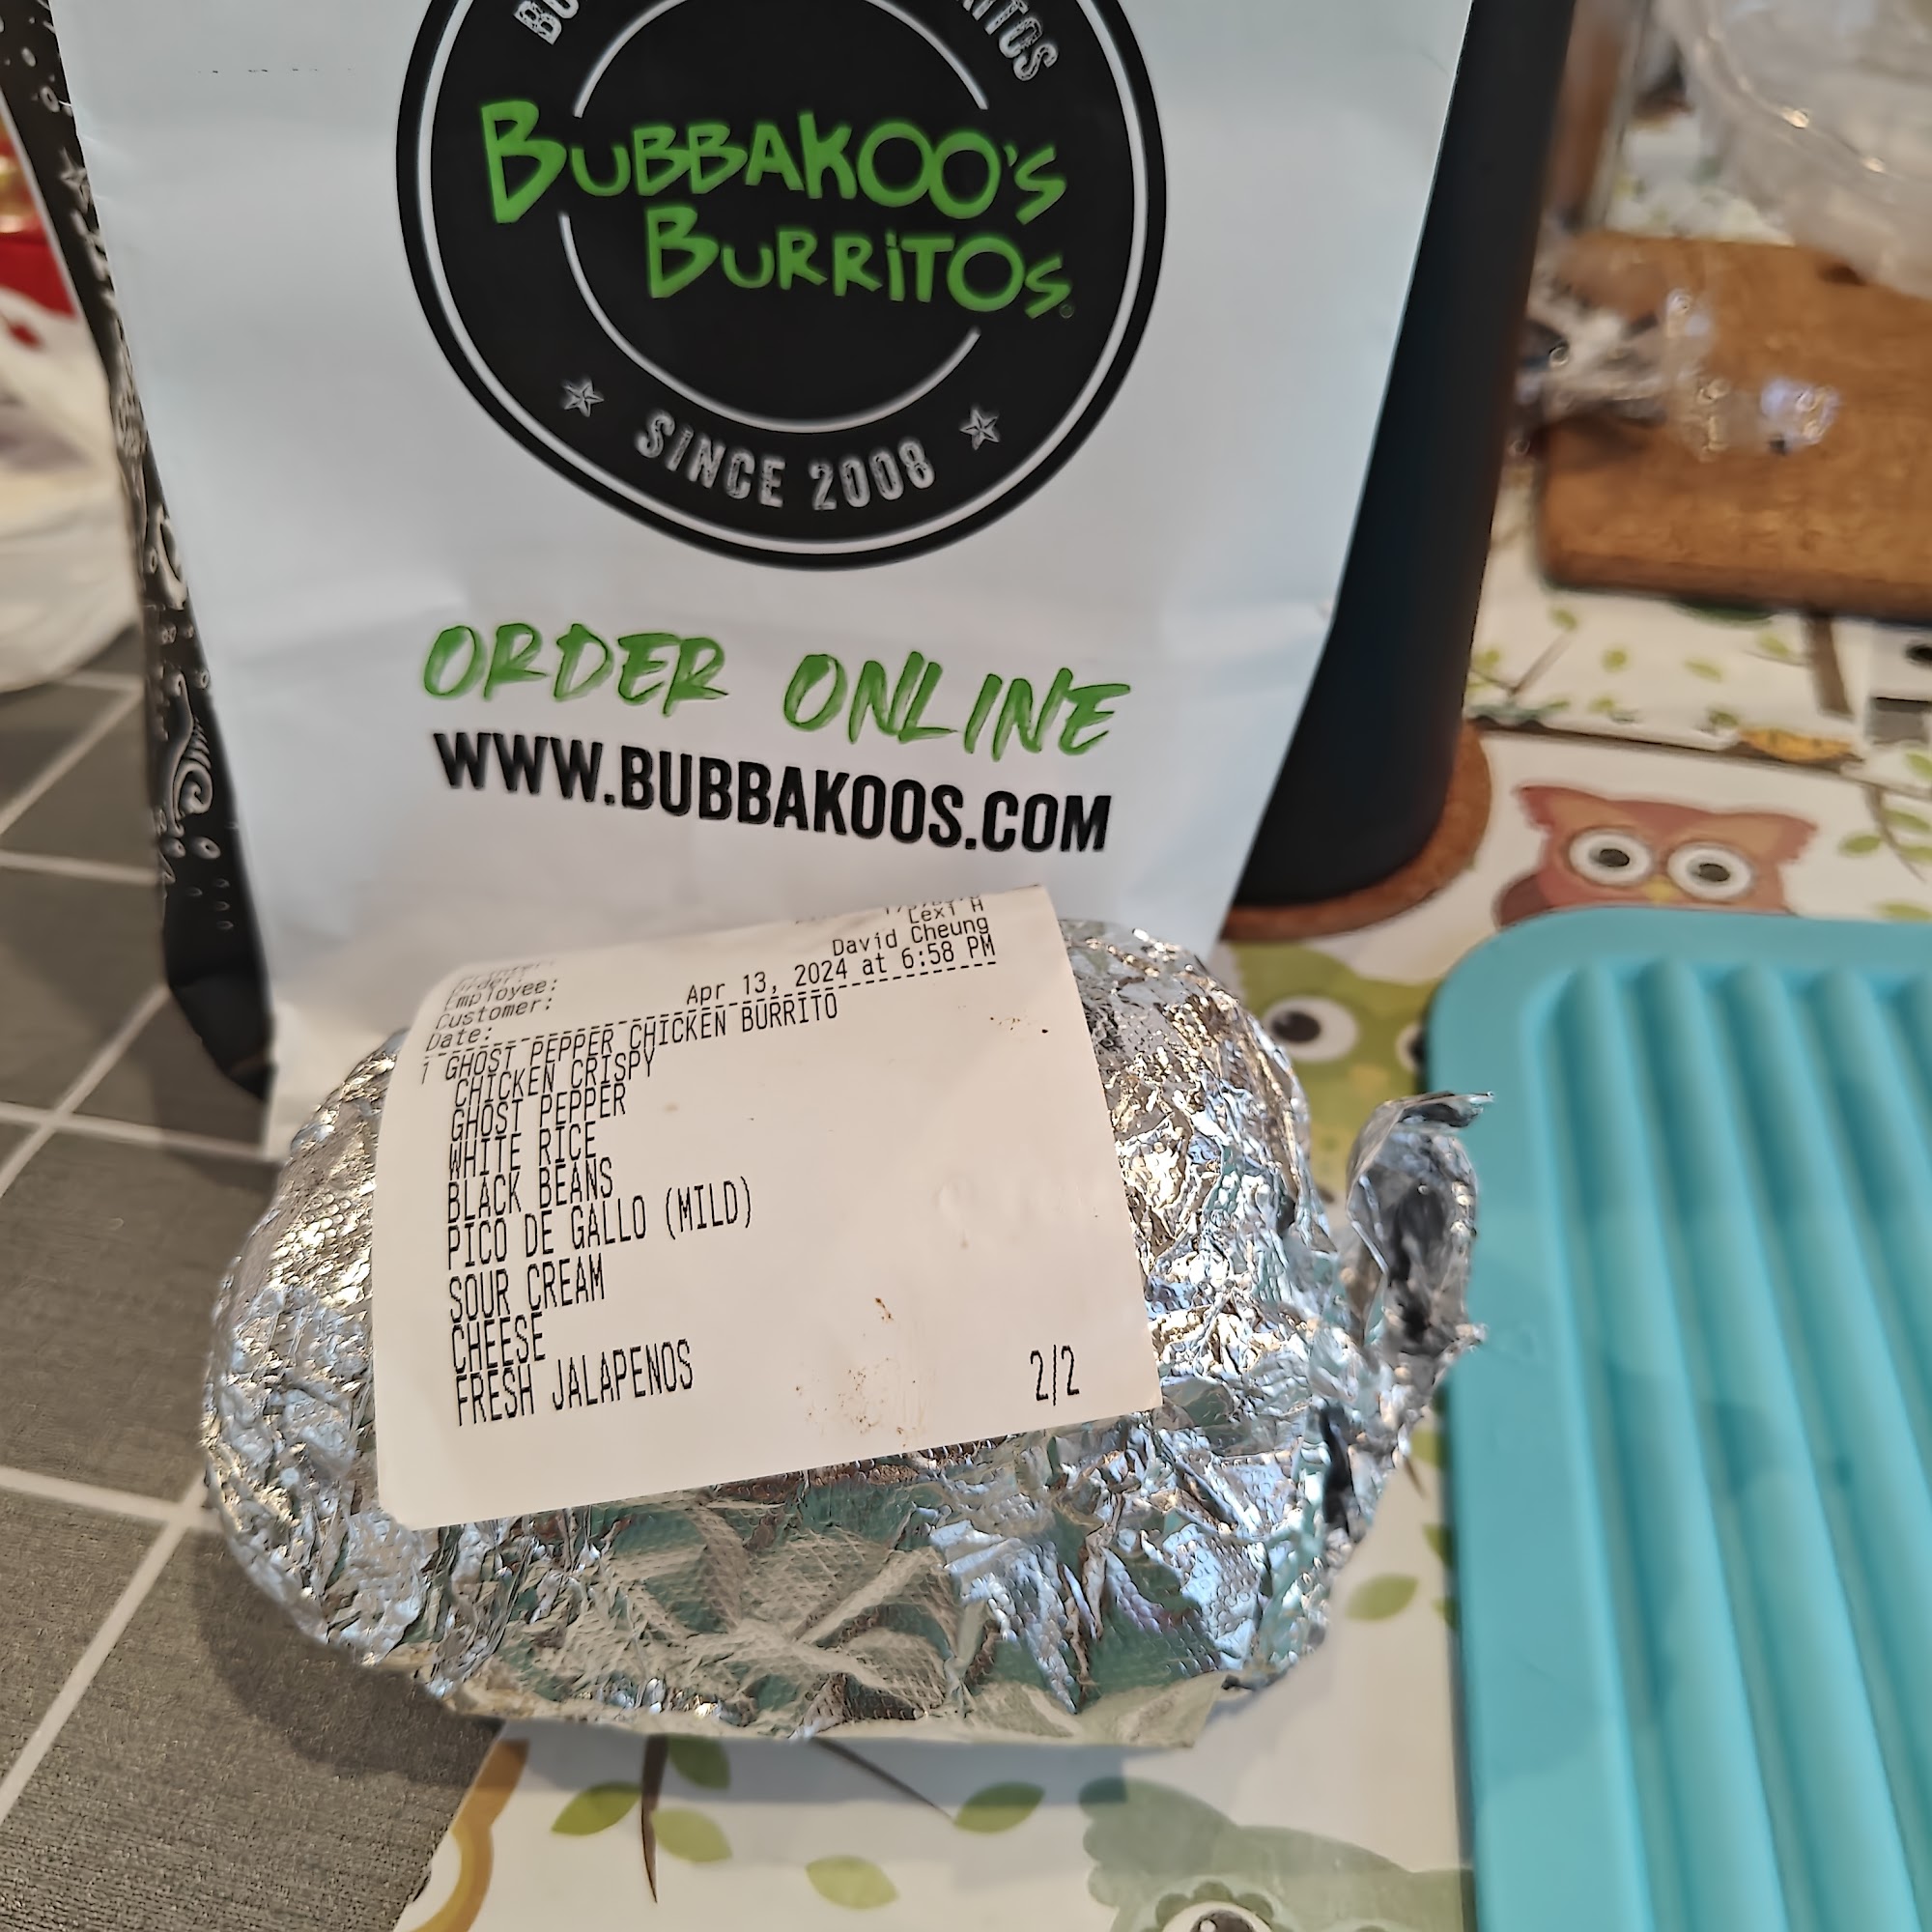 BUBBAKOO'S
BURRITOS
SINCE 2008
ORDER ONLINE
WWW.BUBBAKOOS.COM
Lexi H
Employee: David Cheung
Customer: Apr 13, 2024 at 6:58 PM
Date:
1 GHOST PEPPER CHICKEN BURRITO
CHICKEN CRISPY
GHOST PEPPER
WHITE RICE
BLACK BEANS
PICO DE GALLO (MILD)
SOUR CREAM
CHEESE
FRESH JALAPENOS 2/2